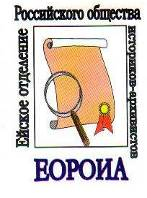 Российского общества
Ейское отделение
историков-архивистов
ЕОРОИА